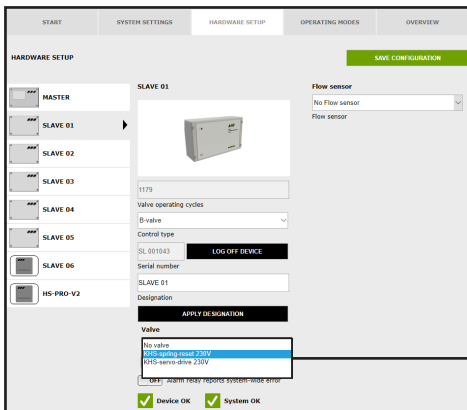 START SYSTEM SETTINGS HARDWARE SETUP OPERATING MODES OVERVIEW
HARDWARE SETUP SAVE CONFIGURATION
MASTER
SLAVE 01
SLAVE 02
SLAVE 03
SLAVE 04
SLAVE 05
SLAVE 06
HS-PRO-V2
SLAVE 01
1179
Valve operating cycles
B-valve
Control type
SL 001043 LOG OFF DEVICE
Serial number
SLAVE 01
Designation
APPLY DESIGNATION
Valve
No valve
KHS-spring-reset 230V
KHS-servo-drive 230V
OFF Alarm relay reports system-wide error
Device OK System OK
Flow sensor
No Flow sensor
Flow sensor